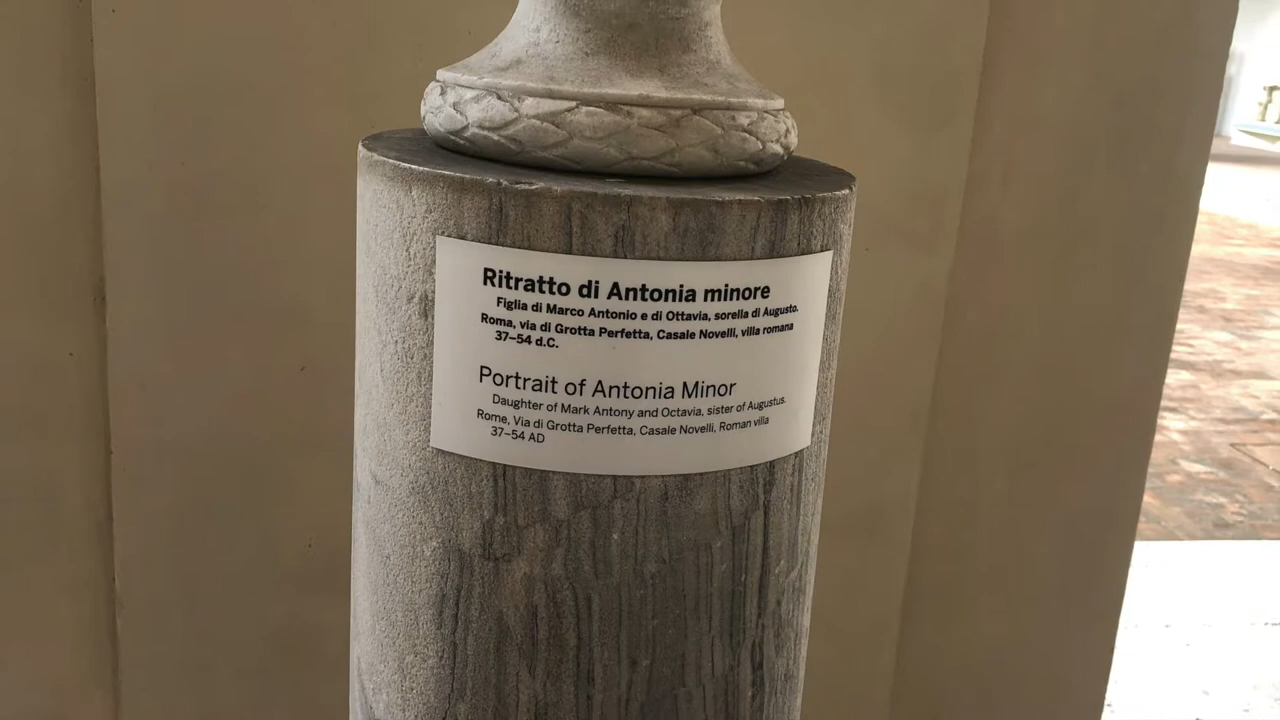 Ritratto di Antonia minore
Figlia di Marco Antonio e di Ottavia, sorella di Augusto.
Roma, via di Grotta Perfetta, Casale Novelli, villa romana
37–54 d.C.
Portrait of Antonia Minor
Daughter of Mark Antony and Octavia, sister of Augustus.
Rome, Via di Grotta Perfetta, Casale Novelli, Roman villa
37–54 AD